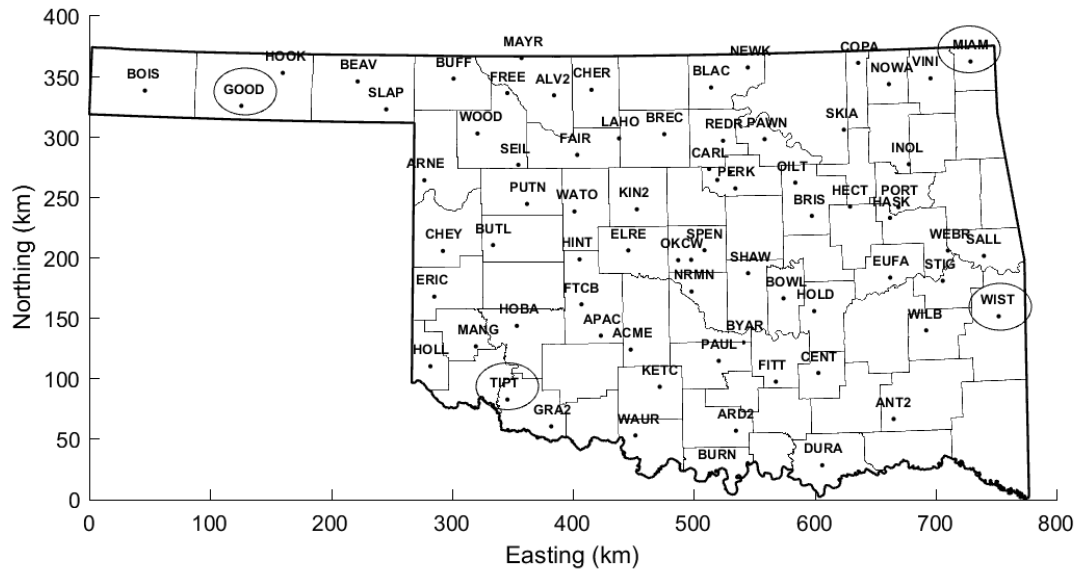 400
350
300
250
200
150
100
50
0
Northing (km)
MAYR
HOOK
NEWK
COPA
MIAM
BOIS
BEAV
BUFF
FREE
ALV2
CHER
BLAC
NOWA
VINI
GOOD
SLAP
WOOD
LAHO
BREC
REDR
PAWN
SKIA
FAIR
SEIL
CARL
INOL
ARNE
PERK
OILT
PUTN
WATO
KIN2
BRIS
HECT
PORT
HASK
CHEY
BUTL
HINT
ELRE
OKCW
SPEN
WEBR
SALL
SHAW
EUFA
STIG
ERIC
FTCB
NRMN
BOWL
HOLD
WIST
HOBA
APAC
WILB
MANG
ACME
BYAR
HOLL
PAUL
CENT
TIPT
KETC
FITT
GRA2
WAUR
ARD2
ANT2
BURN
DURA
0 100 200 300 400 500 600 700 800
Easting (km)